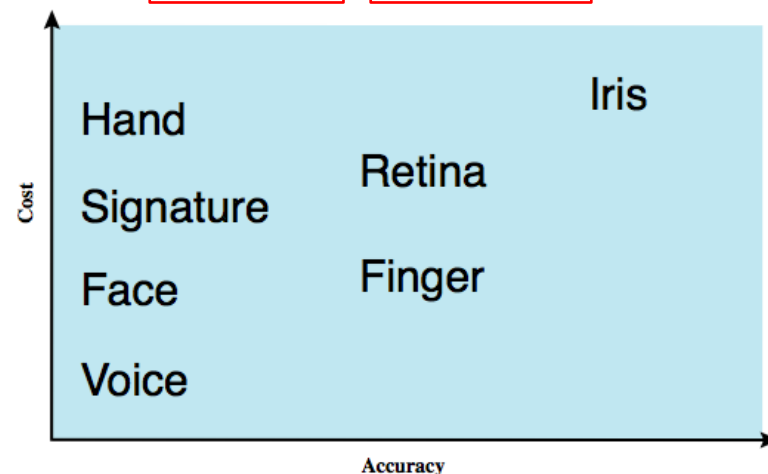 Iris
Hand
Retina
Signature
Finger
Face
Voice
Cost
Accuracy